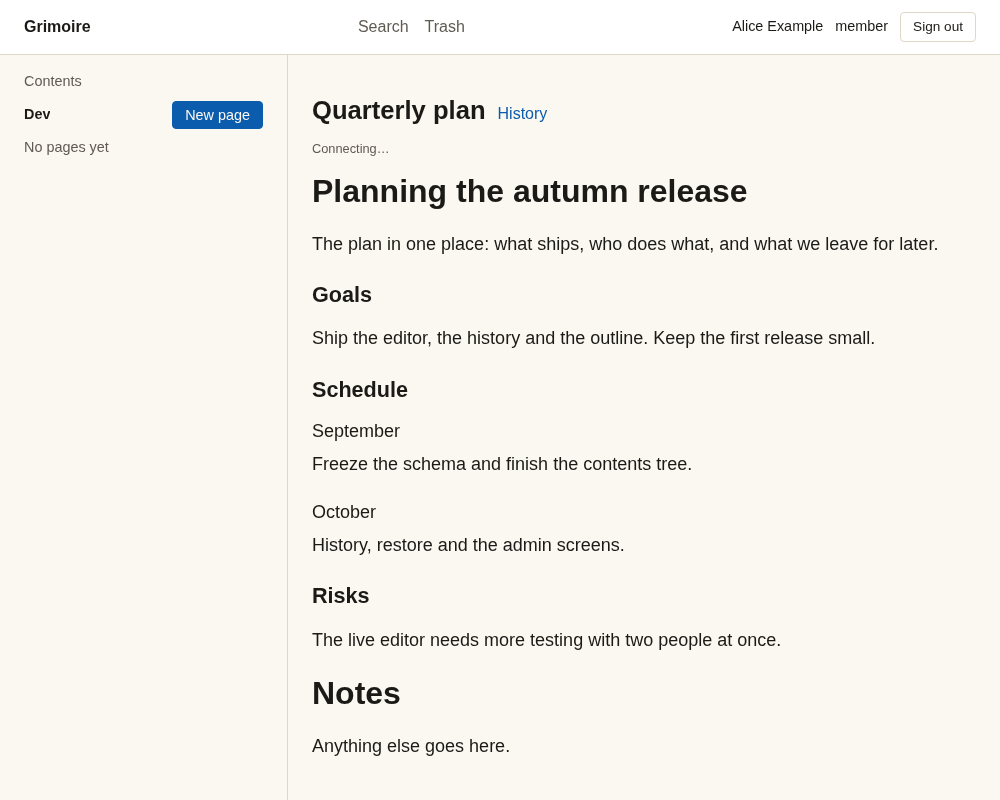 Grimoire
Search Trash
Alice Example member Sign out
Contents
Dev New page
No pages yet
Quarterly plan History
Connecting…
Planning the autumn release
The plan in one place: what ships, who does what, and what we leave for later.
Goals
Ship the editor, the history and the outline. Keep the first release small.
Schedule
September
Freeze the schema and finish the contents tree.
October
History, restore and the admin screens.
Risks
The live editor needs more testing with two people at once.
Notes
Anything else goes here.